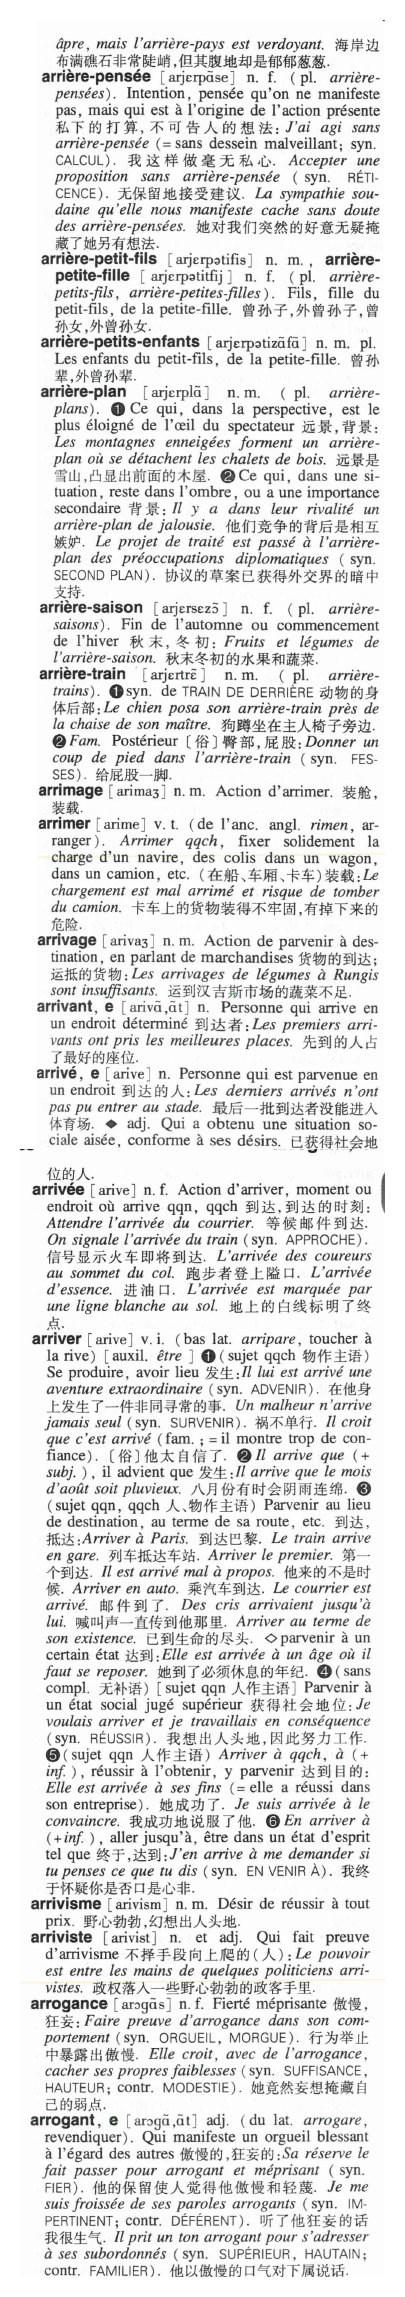 âpre, mais l'arrière-pays est verdoyant. 海岸边
布满礁石非常陡峭,但其腹地却是郁郁葱葱.
arrière-pensée [arjɛrpɑ̃se] n. f. ( pl. arrière-
pensées). Intention, pensée qu'on ne manifeste
pas, mais qui est à l'origine de l'action présente
私下的打算,不可告人的想法:J'ai agi sans
arrière-pensée (= sans dessein malveillant; syn.
CALCUL). 我这样做毫无私心. Accepter une
proposition sans arrière-pensée ( syn. RÉTI-
CENCE). 无保留地接受建议. La sympathie sou-
daine qu'elle nous manifeste cache sans doute
des arrière-pensées. 她对我们突然的好意无疑掩
藏了她另有想法.
arrière-petit-fils [arjɛrpətifis] n. m., arrière-
petite-fille [arjɛrpətitfij] n. f. ( pl. arrière-
petits-fils, arrière-petites-filles). Fils, fille du
petit-fils, de la petite-fille. 曾孙子,外曾孙子,曾
孙女,外曾孙女.
arrière-petits-enfants [arjɛrpətizɑ̃fɑ̃] n. m. pl.
Les enfants du petit-fils, de la petite-fille. 曾孙
辈,外曾孙辈.
arrière-plan [arjɛrplɑ̃] n. m. ( pl. arrière-
plans). ❶ Ce qui, dans la perspective, est le
plus éloigné de l'œil du spectateur 远景,背景:
Les montagnes enneigées forment un arrière-
plan où se détachent les chalets de bois. 远景是
雪山,凸显出前面的木屋. ❷ Ce qui, dans une si-
tuation, reste dans l'ombre, ou a une importance
secondaire 背景: Il y a dans leur rivalité un
arrière-plan de jalousie. 他们竞争的背后是相互
嫉妒. Le projet de traité est passé à l'arrière-
plan des préoccupations diplomatiques ( syn.
SECOND PLAN). 协议的草案已获得外交界的暗中
支持.
arrière-saison [arjɛrsɛzɔ̃] n. f. ( pl. arrière-
saisons). Fin de l'automne ou commencement
de l'hiver 秋末,冬初: Fruits et légumes de
l'arrière-saison. 秋末冬初的水果和蔬菜.
arrière-train [arjɛrtrɛ̃] n. m. ( pl. arrière-
trains). ❶ syn. de TRAIN DE DERRIÈRE 动物的身
体后部: Le chien posa son arrière-train près de
la chaise de son maître. 狗蹲坐在主人椅子旁边.
❷ Fam. Postérieur〔俗〕臀部,屁股: Donner un
coup de pied dans l'arrière-train ( syn. FES-
SES). 给屁股一脚.
arrimage [arimaʒ] n. m. Action d'arrimer. 装舱,
装载.
arrimer [arime] v. t. (de l'anc. angl. rimen, ar-
ranger). Arrimer qqch, fixer solidement la
charge d'un navire, des colis dans un wagon,
dans un camion, etc. (在船、车厢、卡车)装载:Le
chargement est mal arrimé et risque de tomber
du camion. 卡车上的货物装得不牢固,有掉下来的
危险.
arrivage [arivaʒ] n. m. Action de parvenir à des-
tination, en parlant de marchandises 货物的到达;
运抵的货物: Les arrivages de légumes à Rungis
sont insuffisants. 运到汉吉斯市场的蔬菜不足.
arrivant, e [arivɑ̃,ɑ̃t] n. Personne qui arrive en
un endroit déterminé 到达者: Les premiers arri-
vants ont pris les meilleures places. 先到的人占
了最好的座位.
arrivé, e [arive] n. Personne qui est parvenue en
un endroit 到达的人: Les derniers arrivés n'ont
pas pu entrer au stade. 最后一批到达者没能进入
体育场. ◆ adj. Qui a obtenu une situation so-
ciale aisée, conforme à ses désirs. 已获得社会地
位的人.
arrivée [arive] n. f. Action d'arriver, moment ou
endroit où arrive qqn, qqch 到达,到达的时刻:
Attendre l'arrivée du courrier. 等候邮件到达.
On signale l'arrivée du train (syn. APPROCHE).
信号显示火车即将到达. L'arrivée des coureurs
au sommet du col. 跑步者登上隘口. L'arrivée
d'essence. 进油口. L'arrivée est marquée par
une ligne blanche au sol. 地上的白线标明了终
点.
arriver [arive] v. i. (bas lat. arripare, toucher à
la rive) [auxil. être] ❶ (sujet qqch 物作主语)
Se produire, avoir lieu 发生: Il lui est arrivé une
aventure extraordinaire (syn. ADVENIR). 在他身
上发生了一件非同寻常的事. Un malheur n'arrive
jamais seul (syn. SURVENIR). 祸不单行. Il croit
que c'est arrivé (fam. ; = il montre trop de con-
fiance).〔俗〕他太自信了. ❷ Il arrive que (+
subj. ), il advient que 发生: Il arrive que le mois
d'août soit pluvieux. 八月份有时会阴雨连绵. ❸
(sujet qqn, qqch 人、物作主语) Parvenir au lieu
de destination, au terme de sa route, etc. 到达,
抵达: Arriver à Paris. 到达巴黎. Le train arrive
en gare. 列车抵达车站. Arriver le premier. 第一
个到达. Il est arrivé mal à propos. 他来的不是时
候. Arriver en auto. 乘汽车到达. Le courrier est
arrivé. 邮件到了. Des cris arrivaient jusqu'à
lui. 喊叫声一直传到他那里. Arriver au terme de
son existence. 已到生命的尽头. ◇ parvenir à un
certain état 达到: Elle est arrivée à un âge où il
faut se reposer. 她到了必须休息的年纪. ❹ (sans
compl. 无补语) [sujet qqn 人作主语] Parvenir à
un état social jugé supérieur 获得社会地位: Je
voulais arriver et je travaillais en conséquence
(syn. RÉUSSIR). 我想出人头地,因此努力工作.
❺ (sujet qqn 人作主语) Arriver à qqch, à (+
inf. ), réussir à l'obtenir, y parvenir 达到目的:
Elle est arrivée à ses fins (= elle a réussi dans
son entreprise). 她成功了. Je suis arrivée à le
convaincre. 我成功地说服了他. ❻ En arriver à
(+inf. ), aller jusqu'à, être dans un état d'esprit
tel que 终于,达到: J'en arrive à me demander si
tu penses ce que tu dis (syn. EN VENIR À). 我终
于怀疑你是否口是心非.
arrivisme [arivism] n. m. Désir de réussir à tout
prix. 野心勃勃,幻想出人头地.
arriviste [arivist] n. et adj. Qui fait preuve
d'arrivisme 不择手段向上爬的(人): Le pouvoir
est entre les mains de quelques politiciens arri-
vistes. 政权落入一些野心勃勃的政客手里.
arrogance [arɔgɑ̃s] n. f. Fierté méprisante 傲慢,
狂妄: Faire preuve d'arrogance dans son com-
portement (syn. ORGUEIL, MORGUE). 行为举止
中暴露出傲慢. Elle croit, avec de l'arrogance,
cacher ses propres faiblesses (syn. SUFFISANCE,
HAUTEUR; contr. MODESTIE). 她竟然妄想掩藏自
己的弱点.
arrogant, e [arɔgɑ̃,ɑ̃t] adj. (du lat. arrogare,
revendiquer). Qui manifeste un orgueil blessant
à l'égard des autres 傲慢的,狂妄的: Sa réserve le
fait passer pour arrogant et méprisant ( syn.
FIER). 他的保留使人觉得他傲慢和轻蔑. Je me
suis froissée de ses paroles arrogants (syn. IM-
PERTINENT; contr. DÉFÉRENT). 听了他狂妄的话
我很生气. Il prit un ton arrogant pour s'adresser
à ses subordonnés ( syn. SUPÉRIEUR, HAUTAIN;
contr. FAMILIER). 他以傲慢的口气对下属说话.